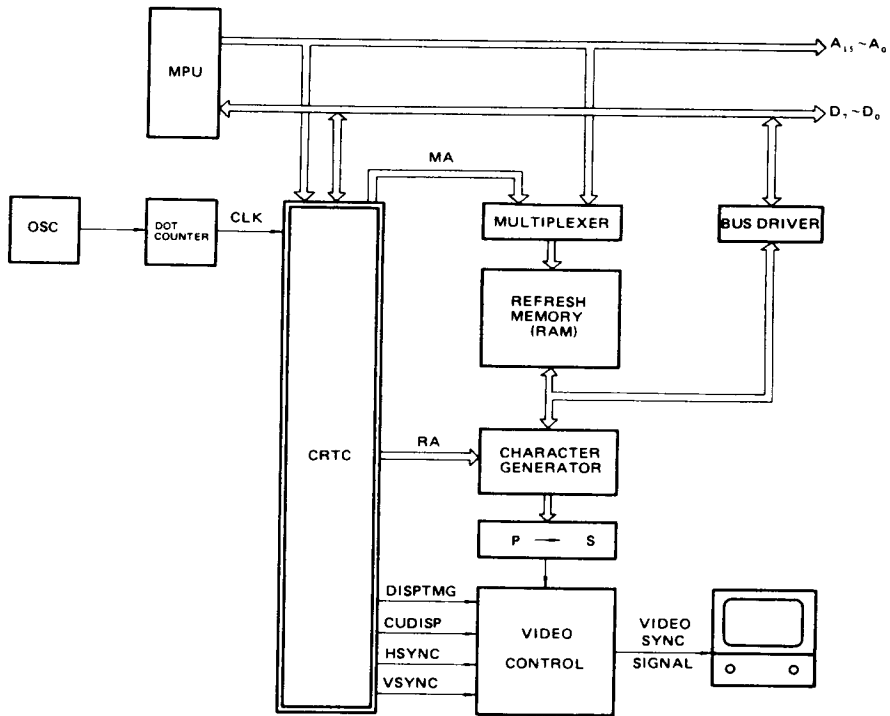 MPU
A₁₅~A₀
D₇~D₀
MA
OSC
DOT
COUNTER
CLK
MULTIPLEXER
BUS DRIVER
REFRESH
MEMORY
(RAM)
CRTC
RA
CHARACTER
GENERATOR
P → S
DISPTMG
CUDISP
HSYNC
VSYNC
VIDEO
CONTROL
VIDEO
SYNC
SIGNAL